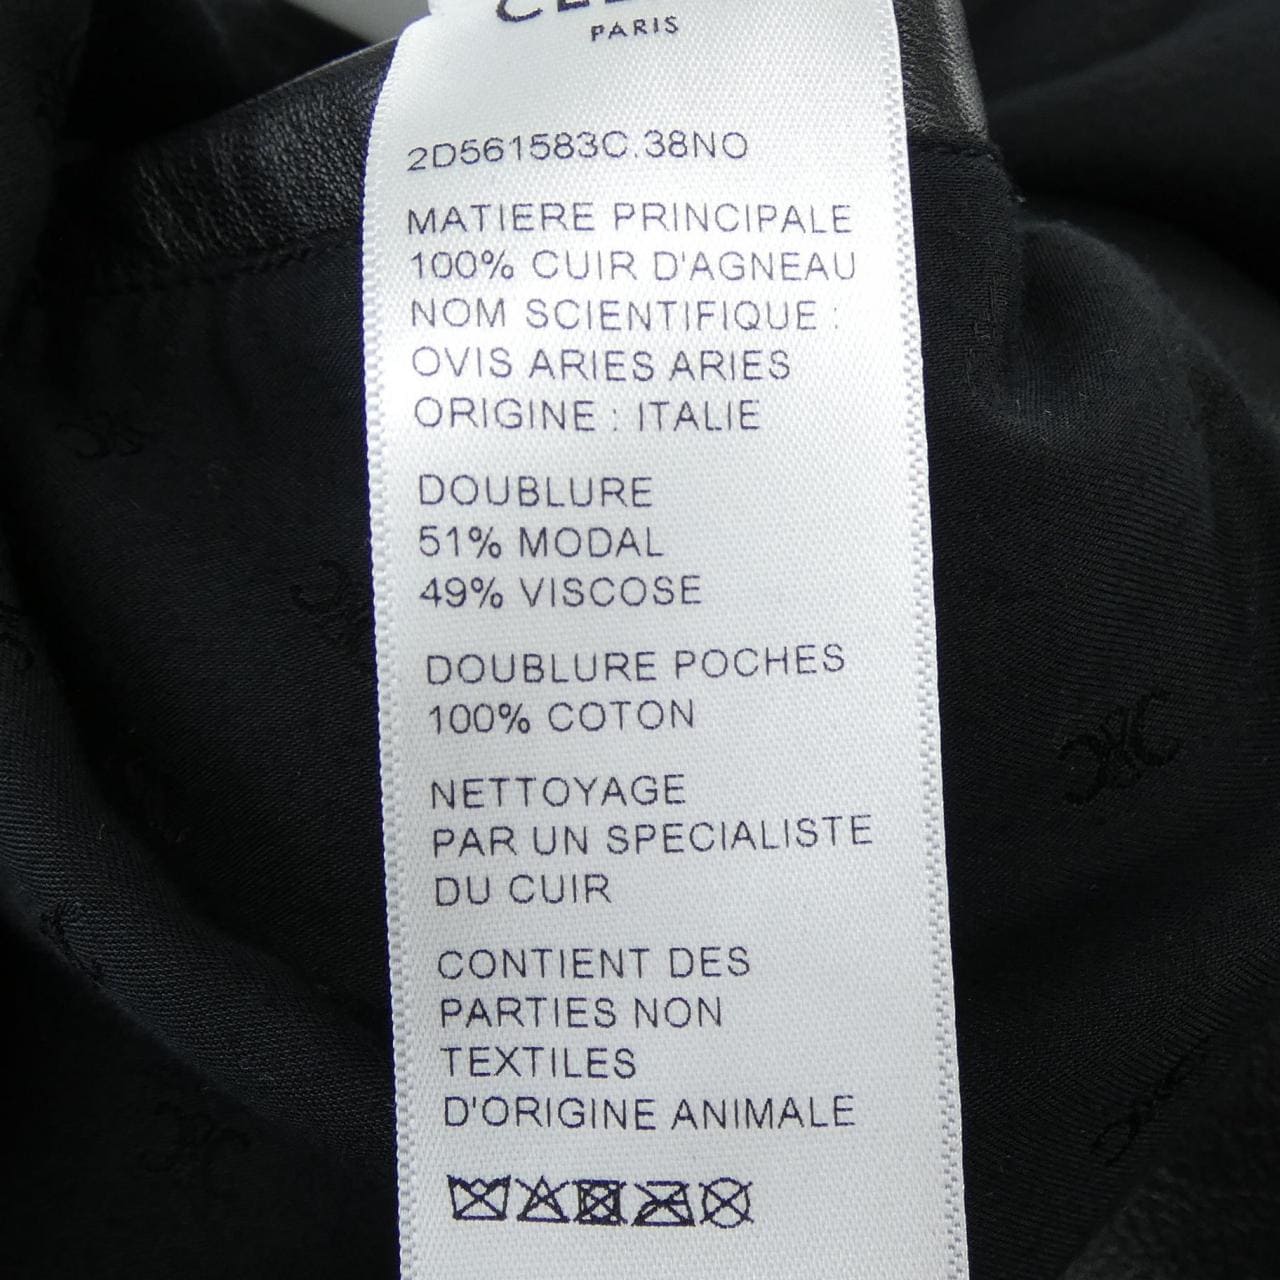 PARIS
2D561583C.38NO
MATIERE PRINCIPALE
100% CUIR D'AGNEAU
NOM SCIENTIFIQUE :
OVIS ARIES ARIES
ORIGINE : ITALIE
DOUBLURE
51% MODAL
49% VISCOSE
DOUBLURE POCHES
100% COTON
NETTOYAGE
PAR UN SPECIALISTE
DU CUIR
CONTIENT DES
PARTIES NON
TEXTILES
D'ORIGINE ANIMALE